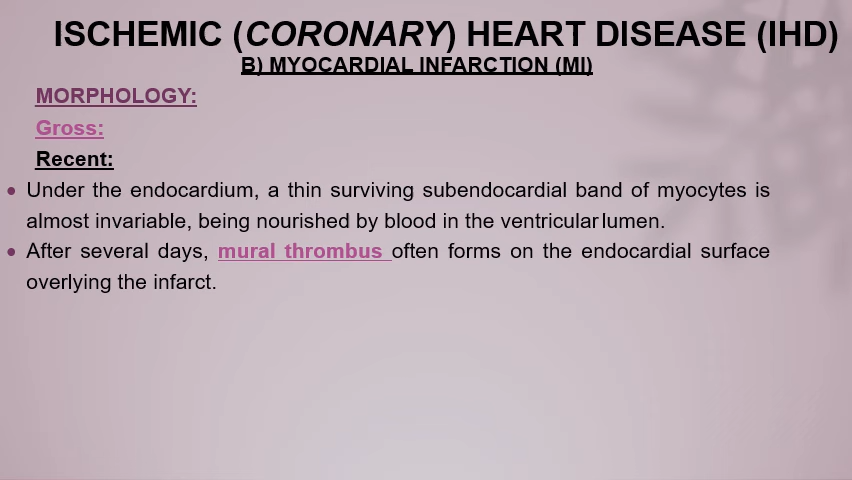 ISCHEMIC (CORONARY) HEART DISEASE (IHD)
B) MYOCARDIAL INFARCTION (MI)
MORPHOLOGY:
Gross:
Recent:
• Under the endocardium, a thin surviving subendocardial band of myocytes is
almost invariable, being nourished by blood in the ventricular lumen.
• After several days, mural thrombus often forms on the endocardial surface
overlying the infarct.